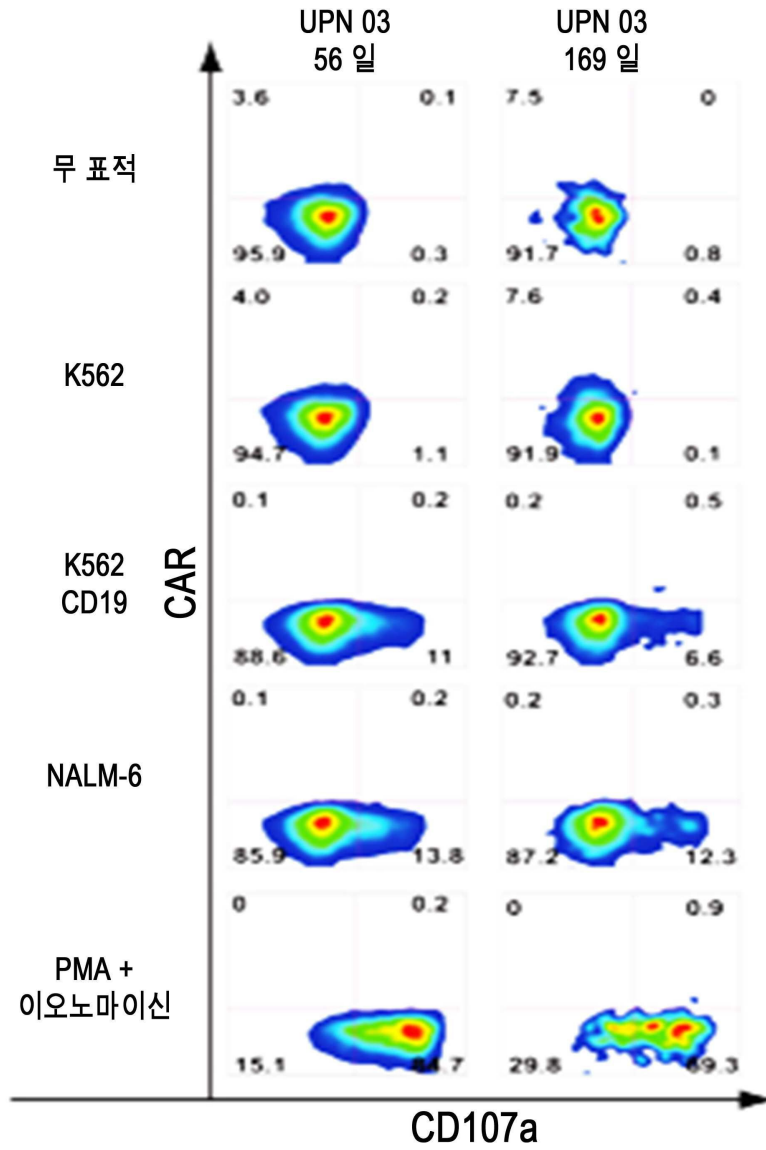 UPN 03
56 일
UPN 03
169 일
무 표적
3.6 0.1 7.5 0
95.9 0.3 91.7 0.8
K562
4.0 0.2 7.6 0.4
94.7 1.1 91.9 0.1
K562
CD19
0.1 0.2 0.2 0.5
88.6 11 92.7 6.6
NALM-6
0.1 0.2 0.2 0.3
85.9 13.8 87.2 12.3
PMA +
이오노마이신
0 0.2 0 0.9
15.1 84.7 29.8 69.3
CAR
CD107a